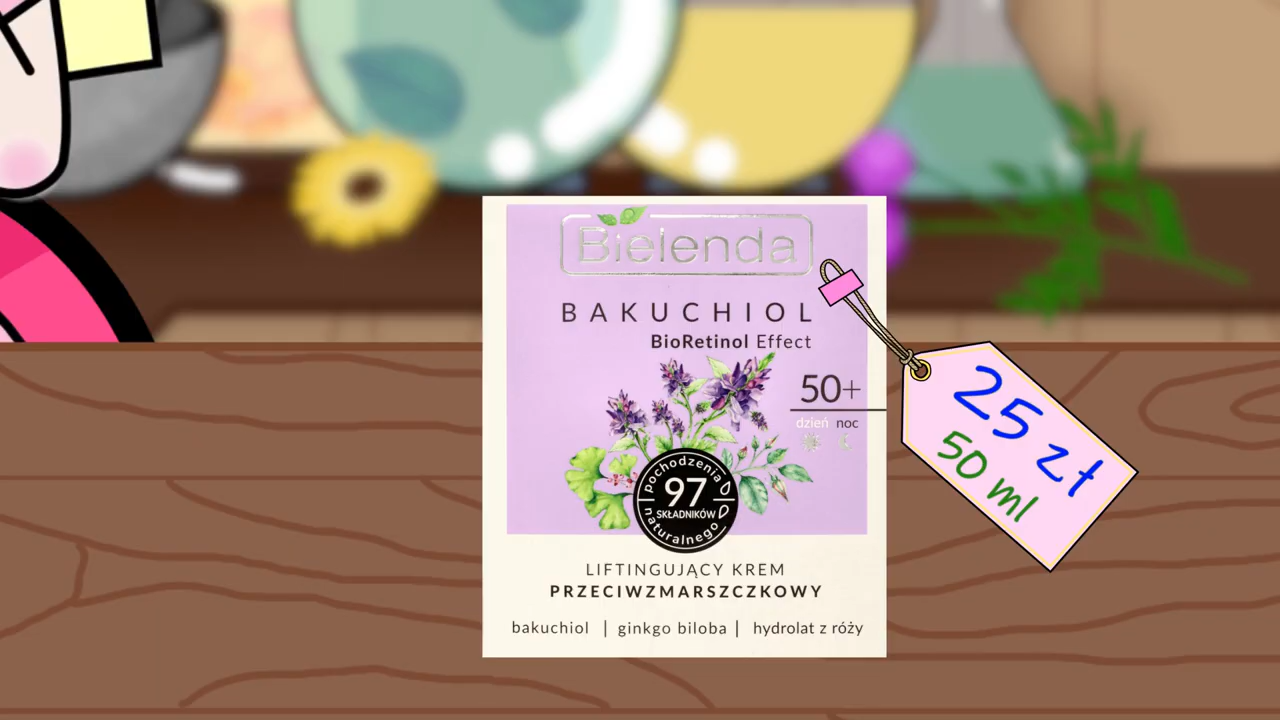 Bielenda
BAKUCHIOL
BioRetinol Effect
50+
dzień noc
pochodzenia
97
SKŁADNIKÓW
naturalnego
LIFTINGUJĄCY KREM
PRZECIWZMARSZCZKOWY
bakuchiol | ginkgo biloba | hydrolat z róży
25 zł
50 ml